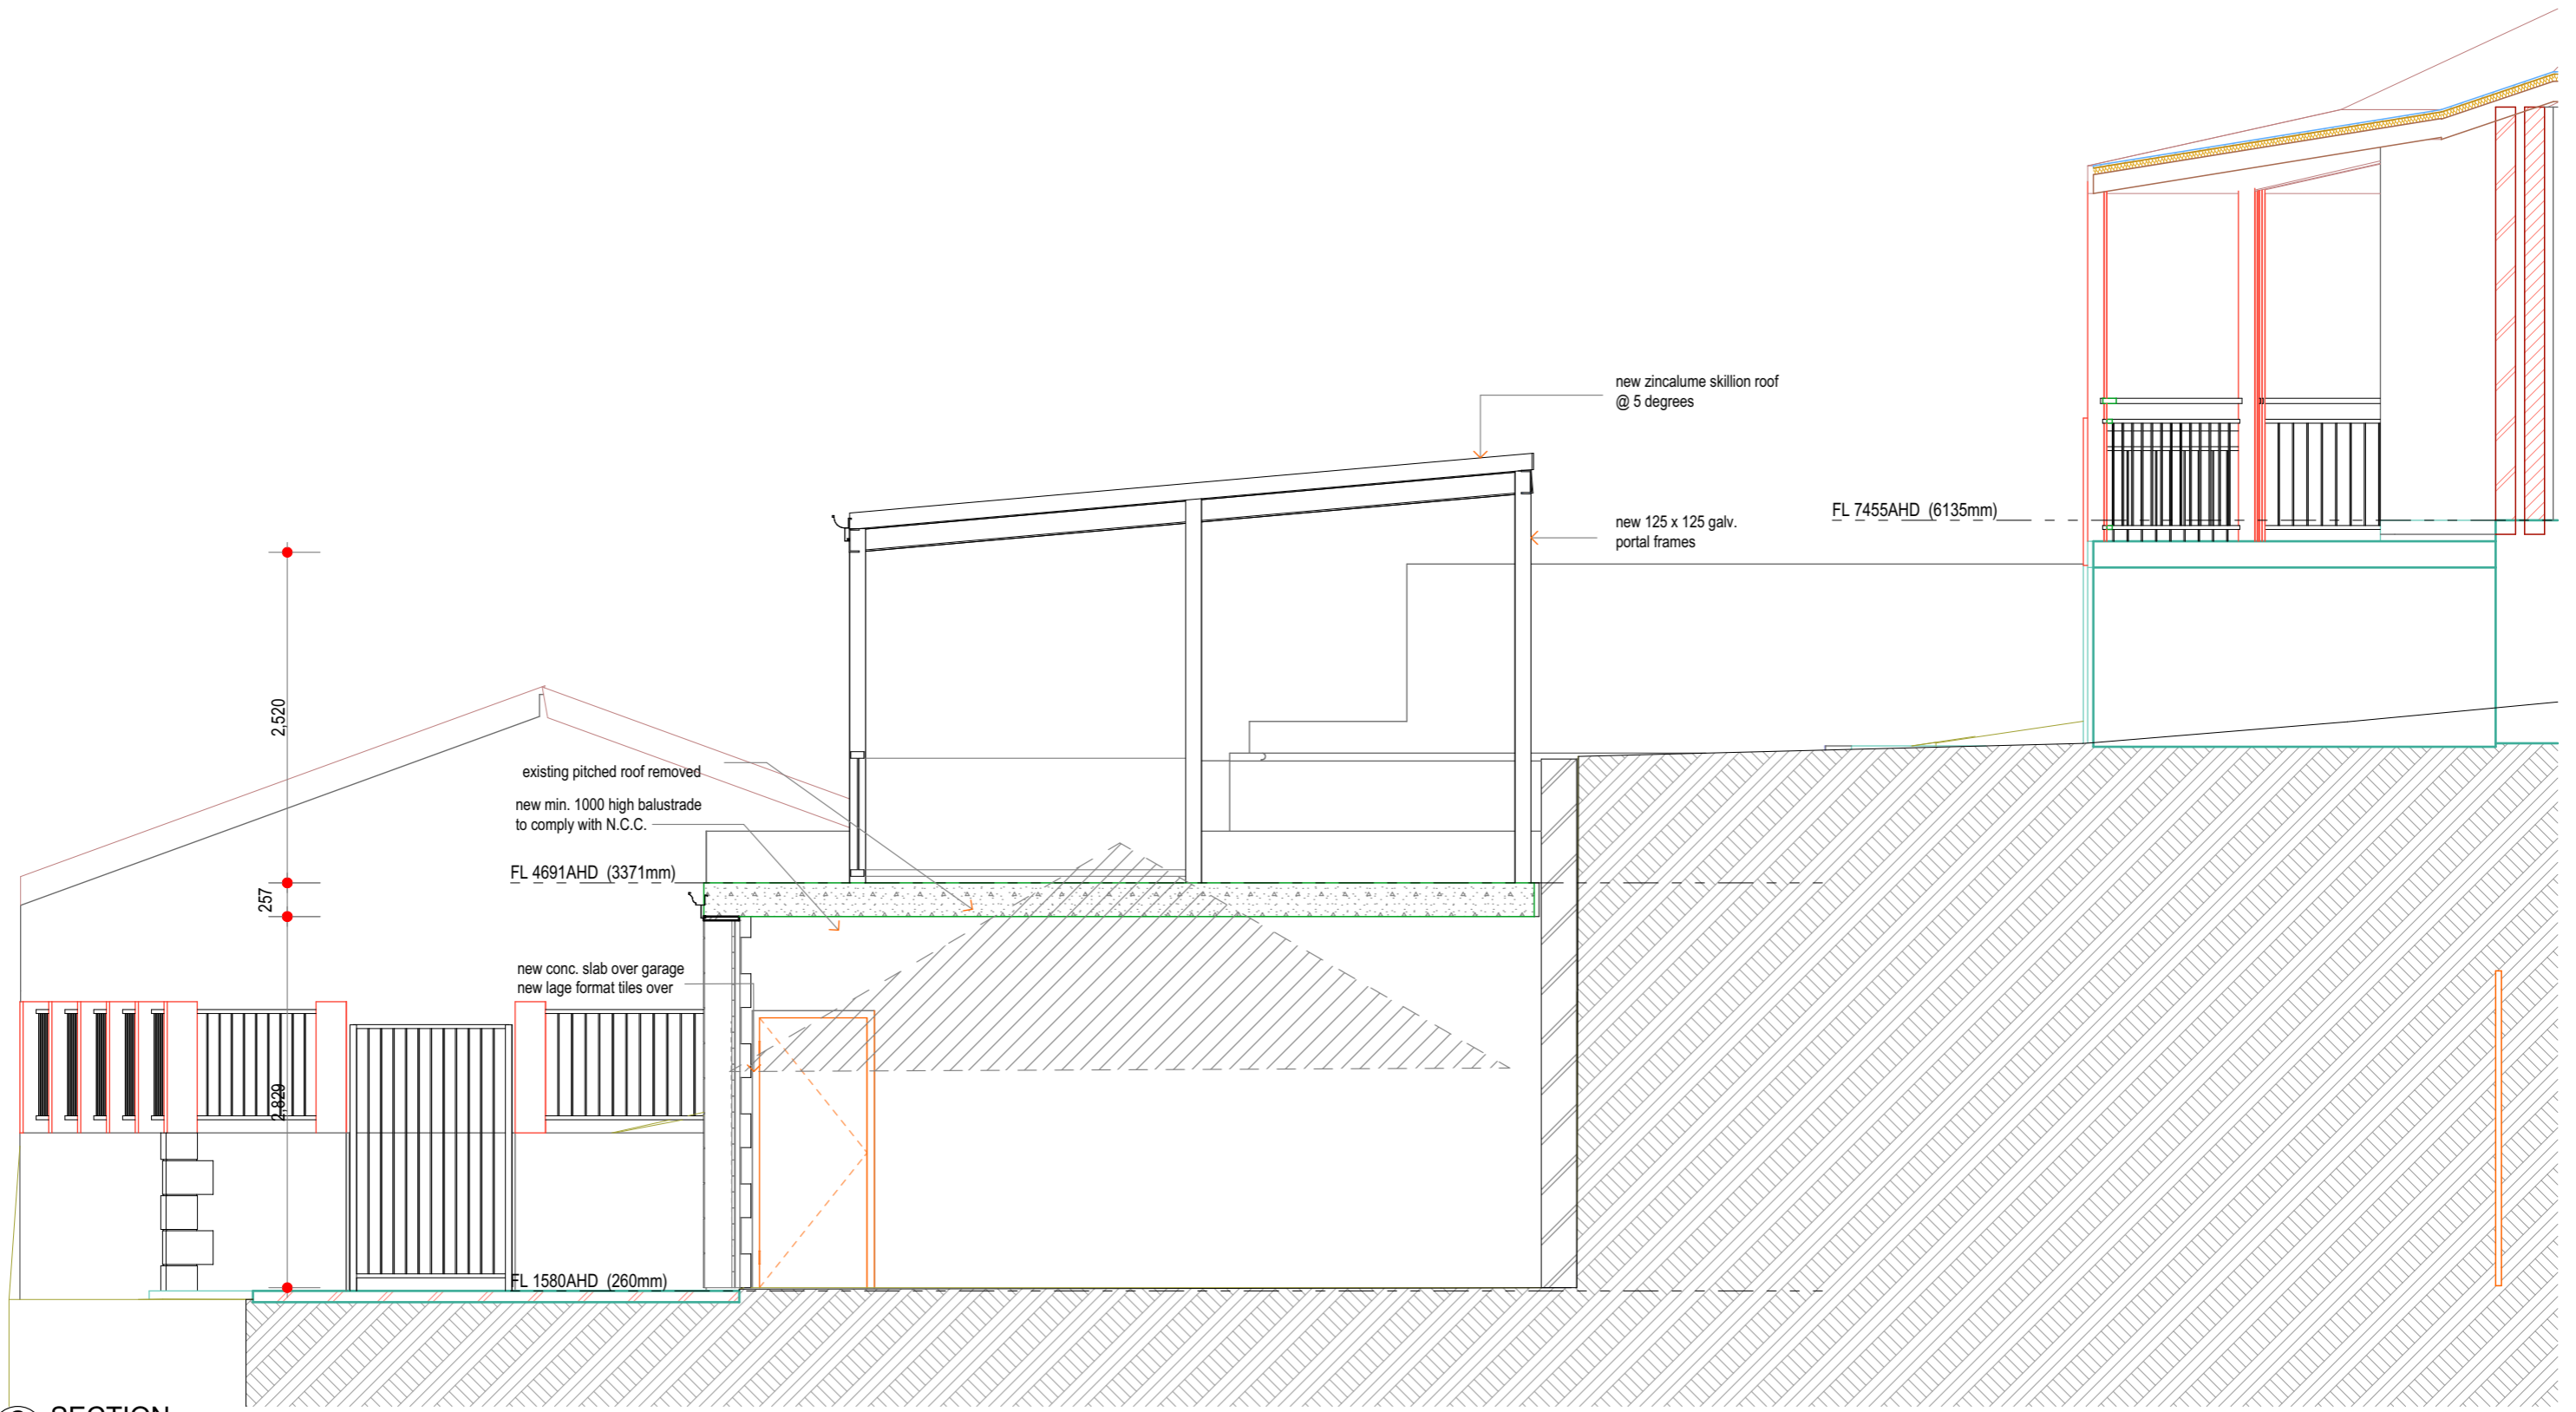 new zincalume skillion roof
@ 5 degrees
FL 7455AHD (6135mm)
new 125 x 125 galv.
portal frames
2,520
existing pitched roof removed
new min. 1000 high balustrade
to comply with N.C.C.
FL 4691AHD (3371mm)
257
new conc. slab over garage
new lage format tiles over
2,829
FL 1580AHD (260mm)
SECTION